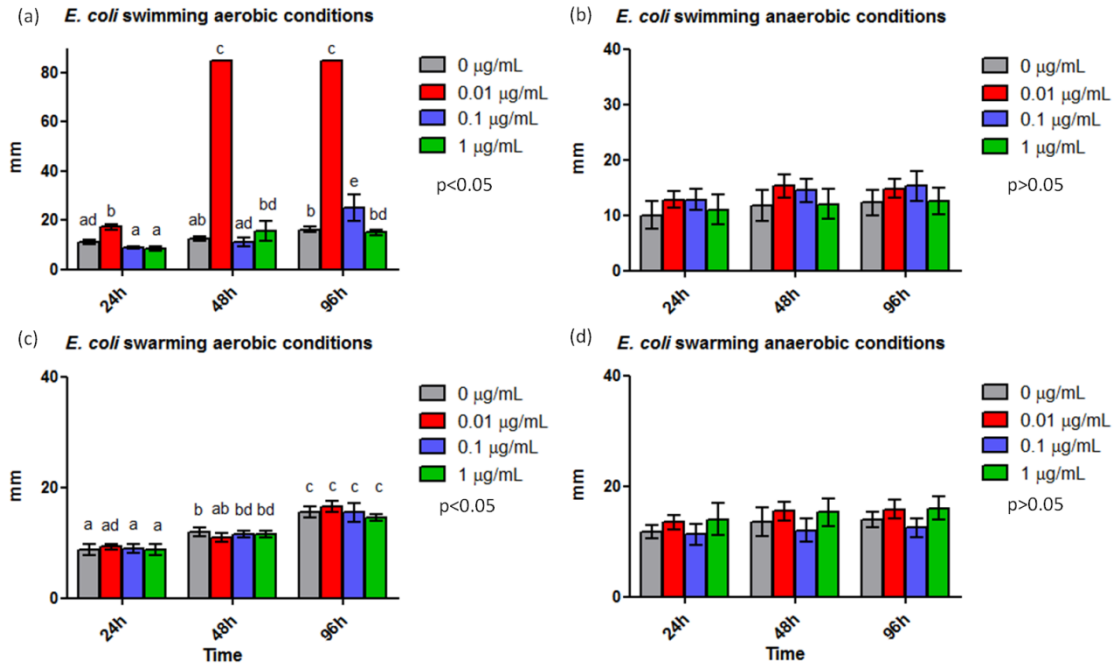 (a) E. coli swimming aerobic conditions
mm
80
60
40
20
0
ad b a a
ab c ad bd
b c e bd
24h 48h 96h
0 μg/mL
0.01 μg/mL
0.1 μg/mL
1 μg/mL
p<0.05
(b) E. coli swimming anaerobic conditions
mm
40
30
20
10
0
24h 48h 96h
0 μg/mL
0.01 μg/mL
0.1 μg/mL
1 μg/mL
p>0.05
(c) E. coli swarming aerobic conditions
mm
40
20
0
a ad a a
b ab bd bd
c c c c
24h 48h 96h
Time
0 μg/mL
0.01 μg/mL
0.1 μg/mL
1 μg/mL
p<0.05
(d) E. coli swarming anaerobic conditions
mm
40
20
0
24h 48h 96h
Time
0 μg/mL
0.01 μg/mL
0.1 μg/mL
1 μg/mL
p>0.05